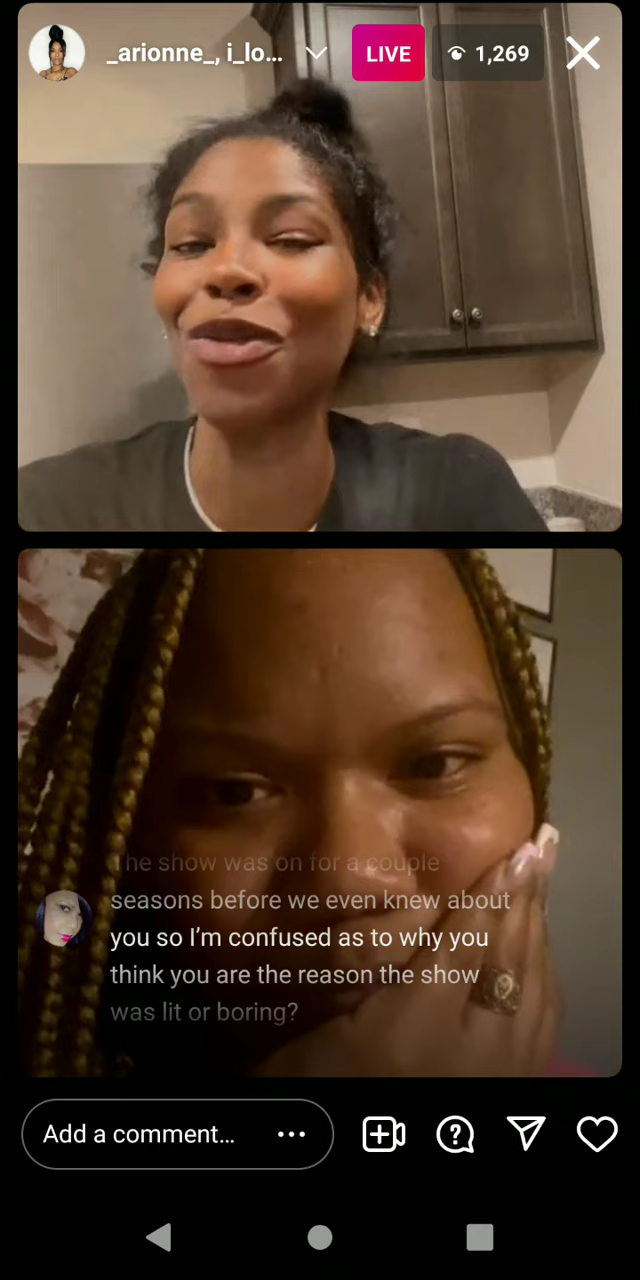 _arionne_, i_lo...
LIVE
1,269
The show was on for a couple
seasons before we even knew about
you so I’m confused as to why you
think you are the reason the show
was lit or boring?
Add a comment...